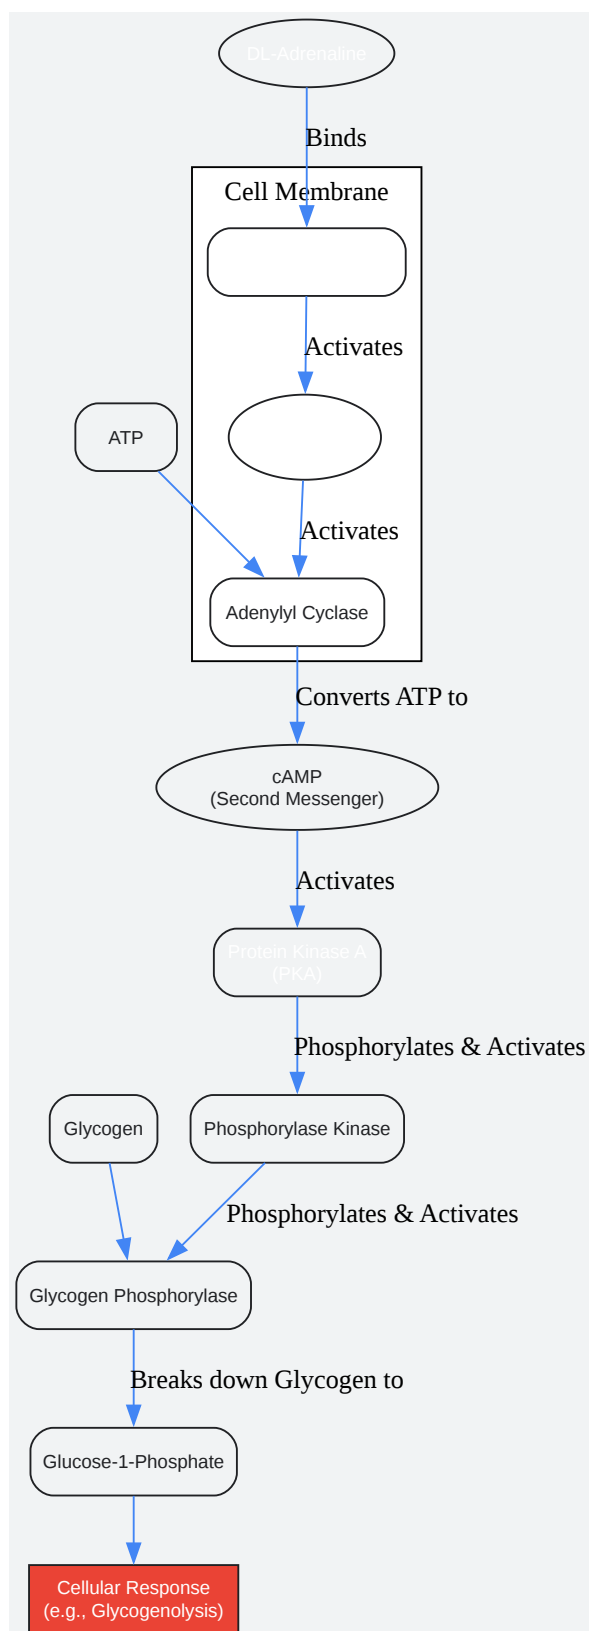 DL-Adrenaline
Binds
Cell Membrane
Activates
ATP
Activates
Adenylyl Cyclase
Converts ATP to
cAMP
(Second Messenger)
Activates
Protein Kinase A
(PKA)
Phosphorylates & Activates
Glycogen
Phosphorylase Kinase
Phosphorylates & Activates
Glycogen Phosphorylase
Breaks down Glycogen to
Glucose-1-Phosphate
Cellular Response
(e.g., Glycogenolysis)